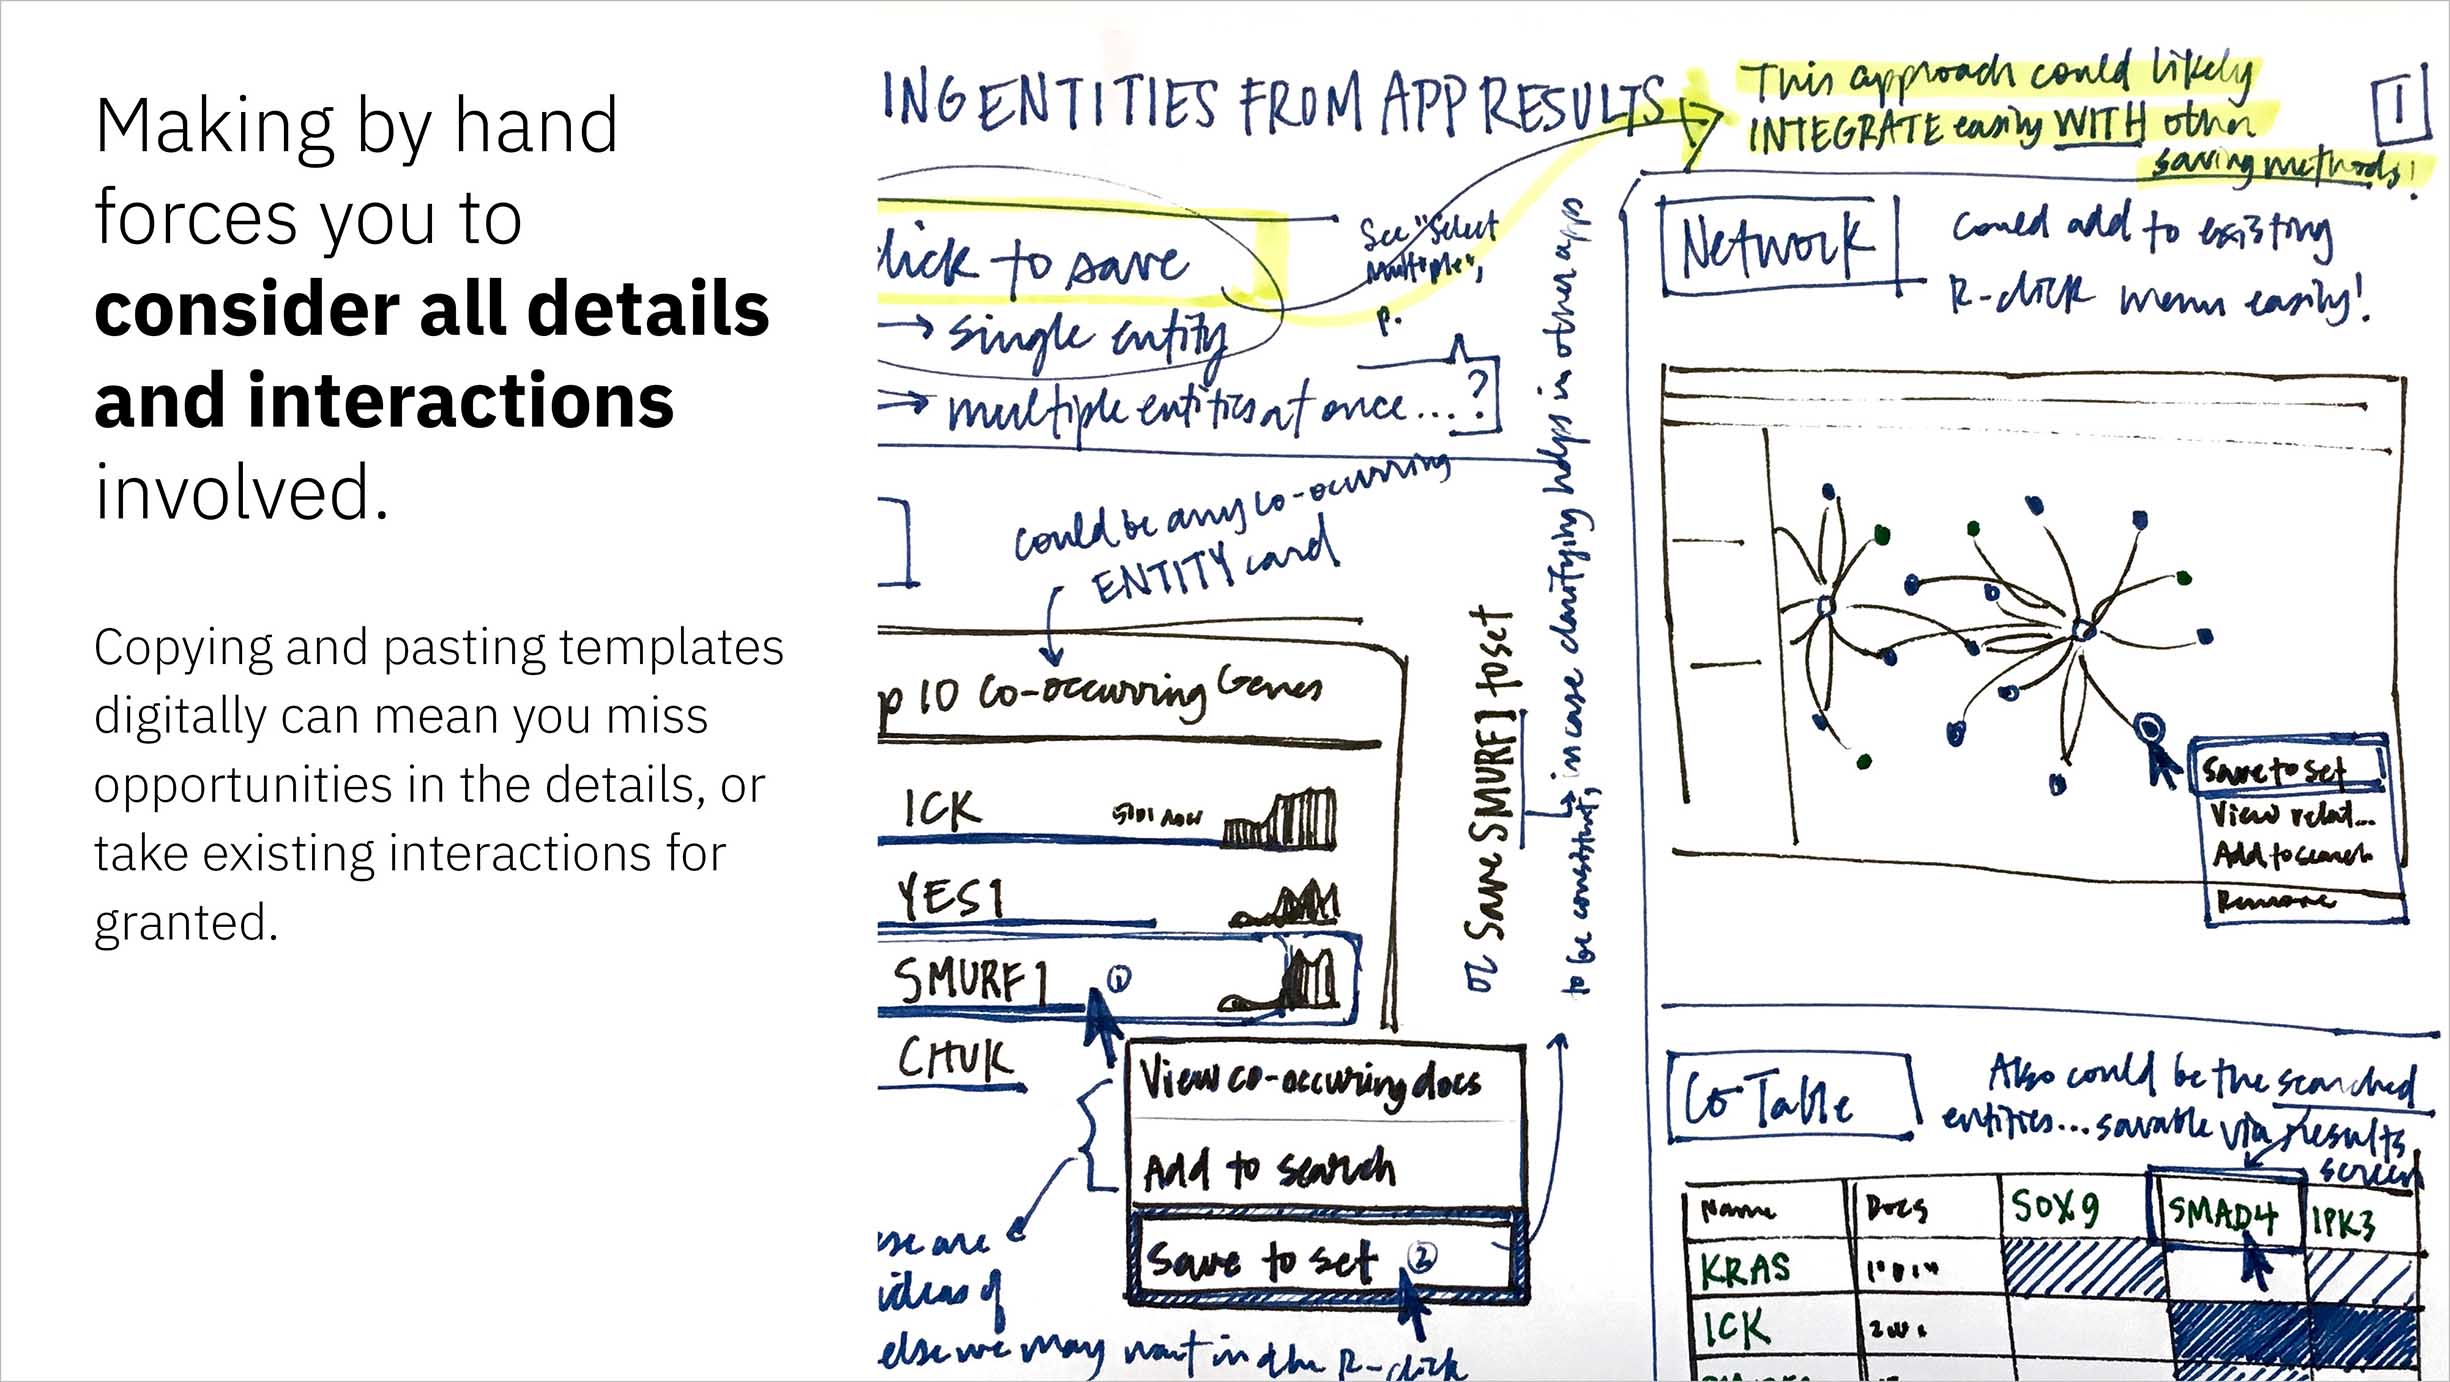 Making by hand
forces you to
consider all details
and interactions
involved.
Copying and pasting templates
digitally can mean you miss
opportunities in the details, or
take existing interactions for
granted.
ING ENTITIES FROM APP RESULTS
This approach could likely
INTEGRATE easily WITH other
saving methods!
1
lick to save
→ single entity
→ multiple entities at once...?
See "Select
Multiple",
p.
could be any co-occurring
ENTITY card
p 10 Co-occurring Genes
ICK
YES1
SMURF1 ①
CHUK
View co-occuring docs
Add to search
Save to set ②
se are
ideas of
else we may want in the R-click
or Save SMURF1 to set
to be consistent, in case clarifying helps in other app
Network
Could add to existing
R-click menu easily!
Save to set
View relat...
Add to search
Remove
Co Table
Also could be the searched
entities... savable via results
screen
Name Docs SOX9 SMAD4 IPK3
KRAS
ICK